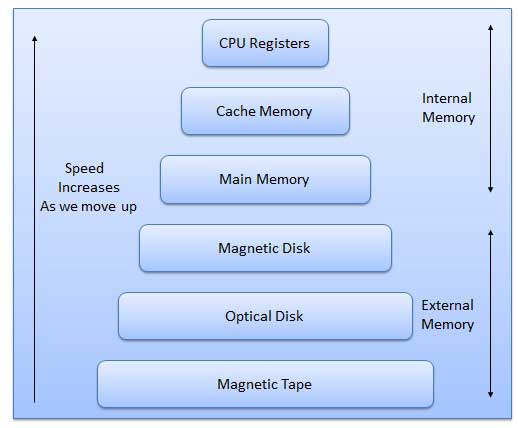 CPU Registers
Cache Memory
Main Memory
Magnetic Disk
Optical Disk
Magnetic Tape
Speed
Increases
As we move up
Internal
Memory
External
Memory